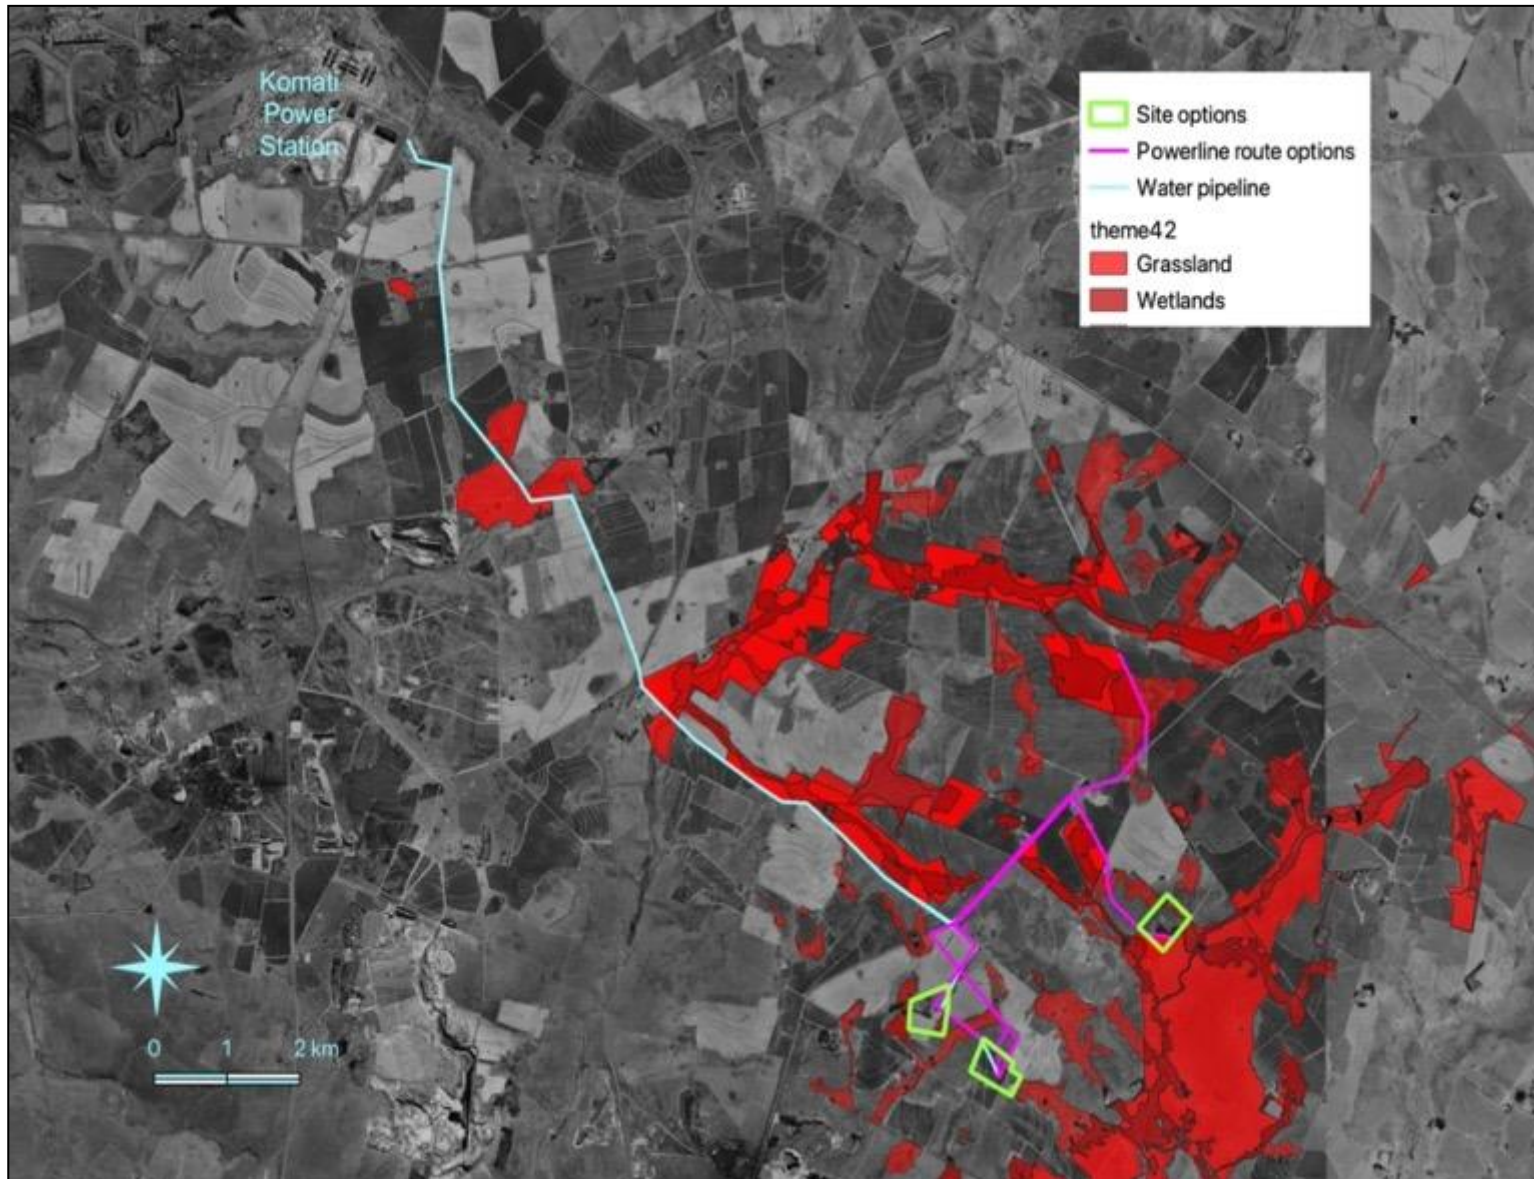 Komati
Power
Station
Site options
Powerline route options
Water pipeline
theme42
Grassland
Wetlands
0 1 2 km